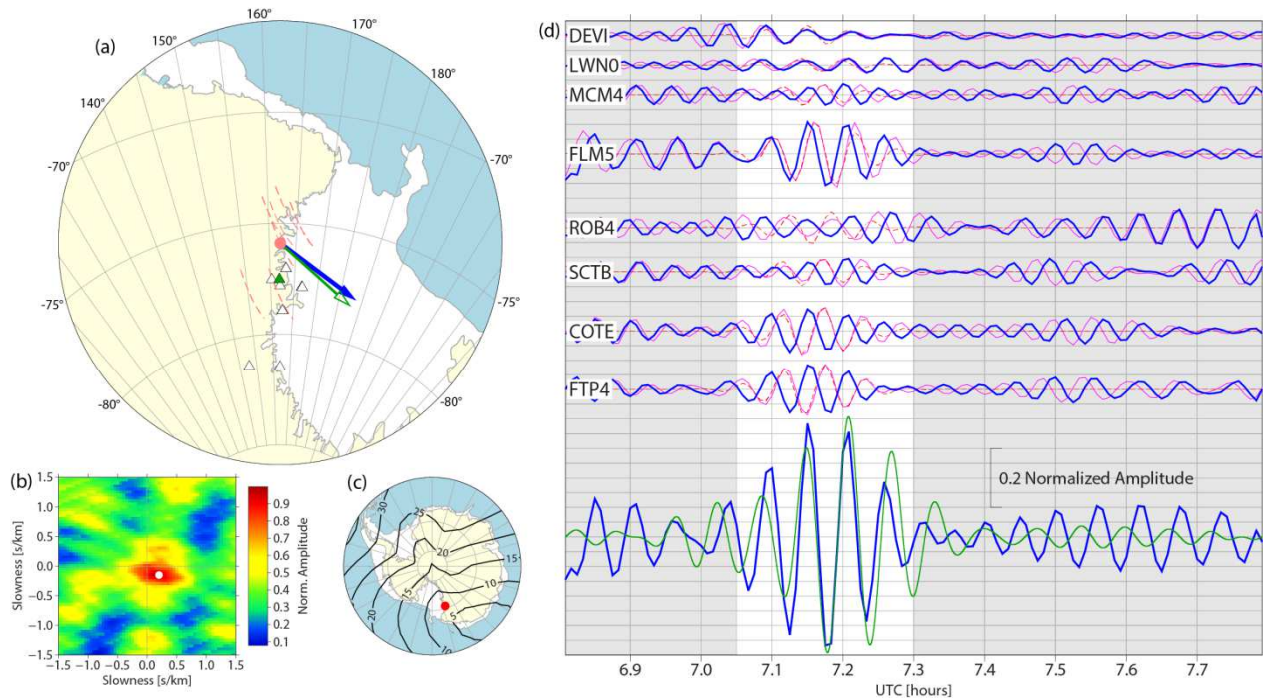 (a)
140°
150°
160°
170°
180°
-70°
-75°
-80°
-70°
-75°
-80°
(b)
1.5
1.0
0.5
0.0
−0.5
−1.0
−1.5
Slowness [s/km]
−1.5 −1.0 −0.5 0.0 0.5 1.0 1.5
Slowness [s/km]
0.9
0.8
0.7
0.6
0.5
0.4
0.3
0.2
0.1
Norm. Amplitude
(c)
30
25
20
15
15
20
10
10
5
(d)
DEVI
LWN0
MCM4
FLM5
ROB4
SCTB
COTE
FTP4
0.2 Normalized Amplitude
6.9 7.0 7.1 7.2 7.3 7.4 7.5 7.6 7.7
UTC [hours]